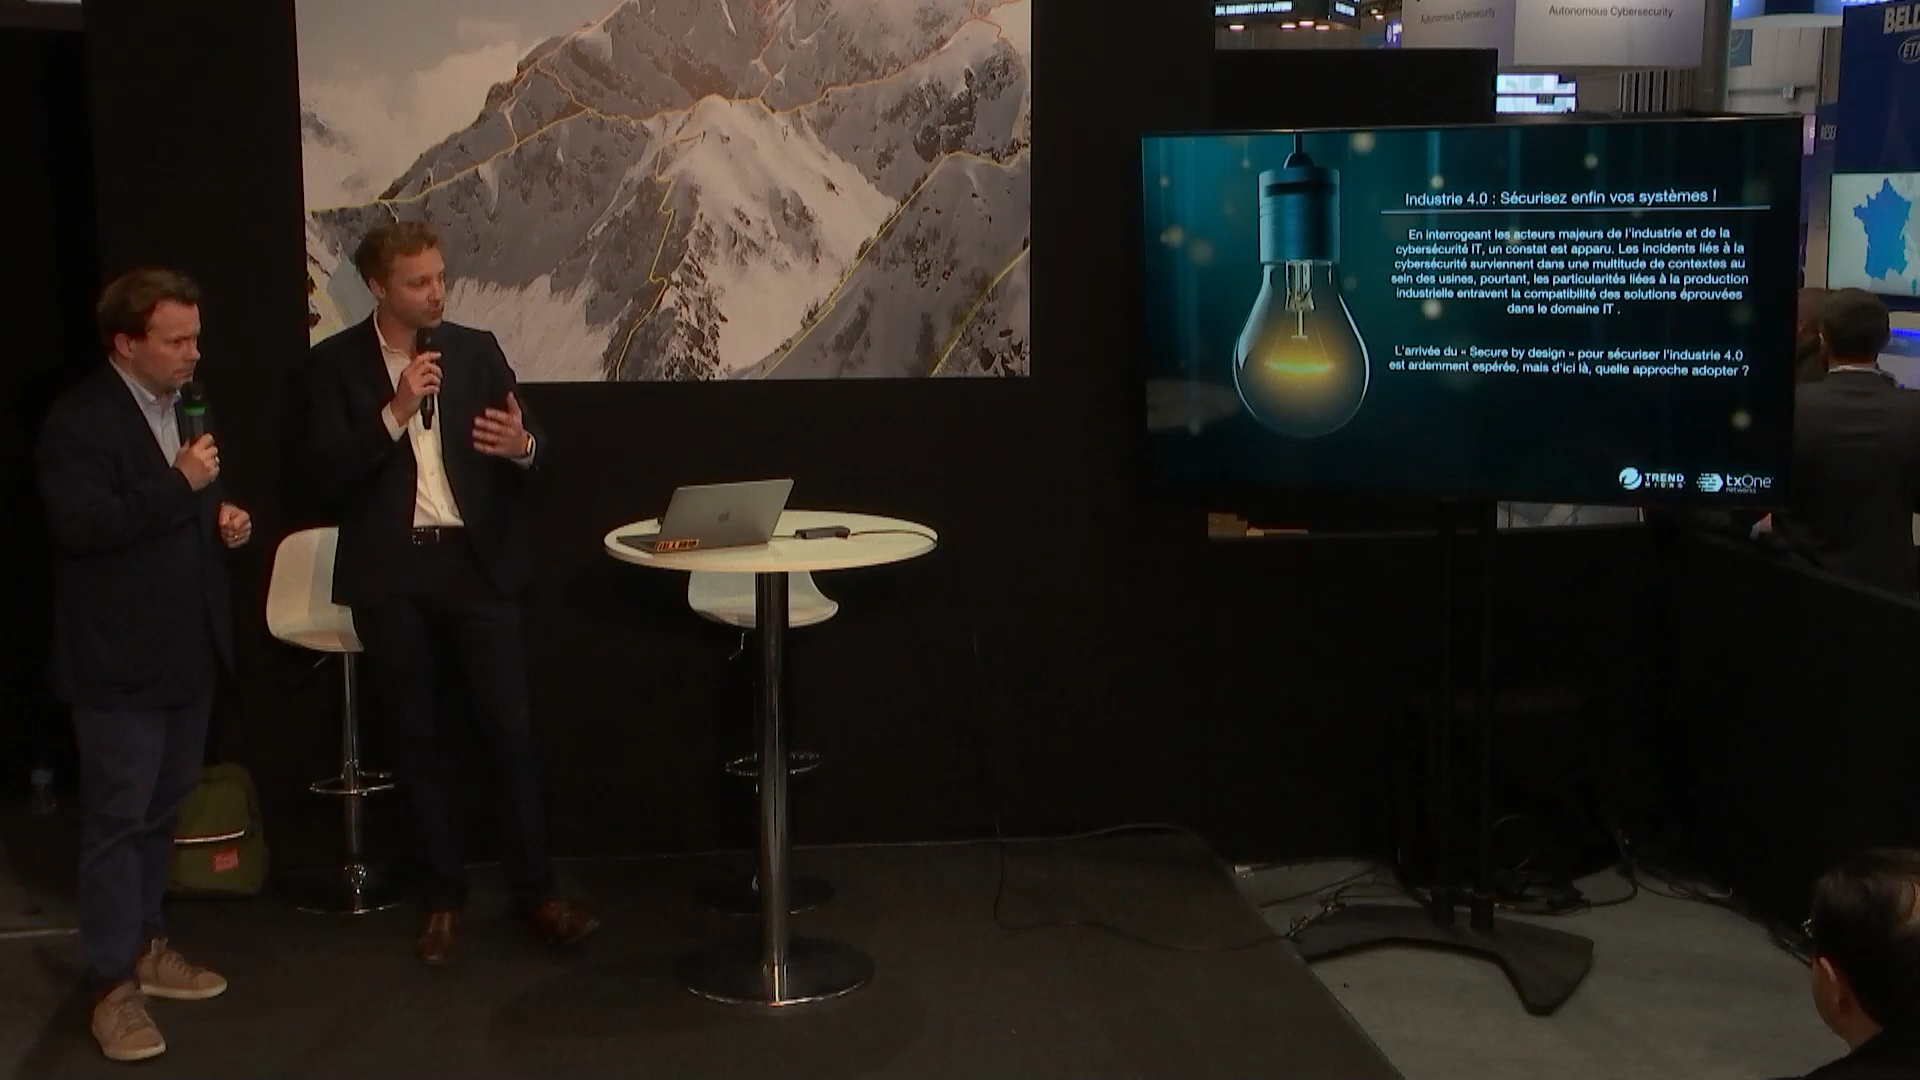 Autonomous Cybersecurity
Autonomous Cybersecurity
Industrie 4.0 : Sécurisez enfin vos systèmes !
En interrogeant les acteurs majeurs de l'industrie et de la
cybersécurité IT, un constat est apparu. Les incidents liés à la
cybersécurité surviennent dans une multitude de contextes au
sein des usines, pourtant, les particularités liées à la production
industrielle entravent la compatibilité des solutions éprouvées
dans le domaine IT .
L'arrivée du « Secure by design » pour sécuriser l'industrie 4.0
est ardemment espérée, mais d'ici là, quelle approche adopter ?
TREND
MICRO
txOne
networks